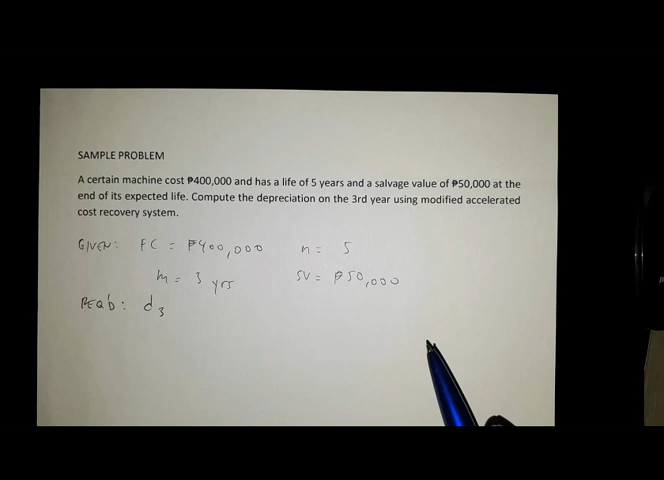 SAMPLE PROBLEM
A certain machine cost ₱400,000 and has a life of 5 years and a salvage value of ₱50,000 at the
end of its expected life. Compute the depreciation on the 3rd year using modified accelerated
cost recovery system.
GIVEN: FC = ₱400,000 n = 5
m = 3 yrs SV = ₱50,000
REQ'D: d3